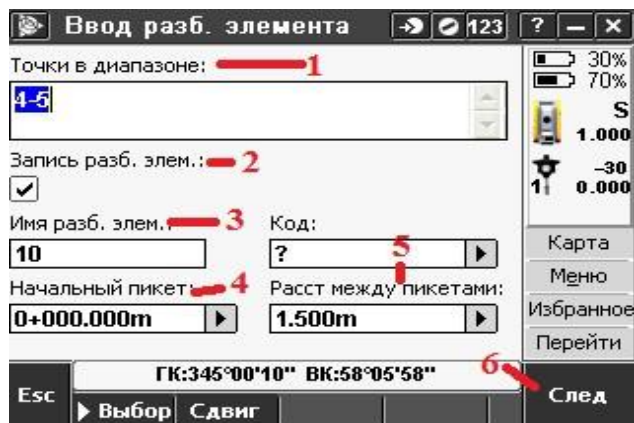 Ввод разб. элемента 123 ? – X
Точки в диапазоне: 1
4-5
30%
70%
S
1.000
-30
1 0.000
Запись разб. элем.: 2
Имя разб. элем.: 3 Код:
10 ?
5
Начальный пикет: 4 Расст между пикетами:
0+000.000m 1.500m
Карта
Меню
Избранное
Перейти
ГК:345°00'10" ВК:58°05'58" 6
Esc Выбор Сдвиг След